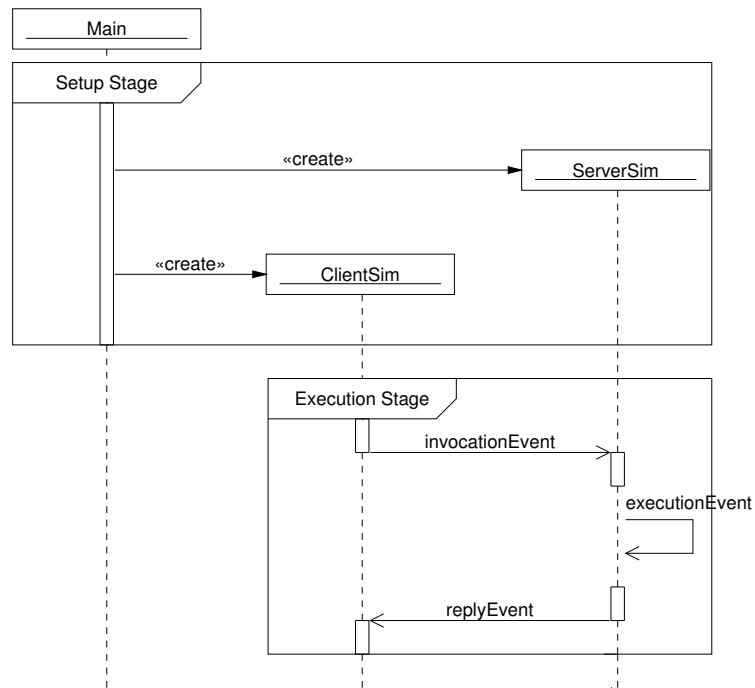 Main
Setup Stage
«create»
ServerSim
«create»
ClientSim
Execution Stage
invocationEvent
executionEvent
replyEvent